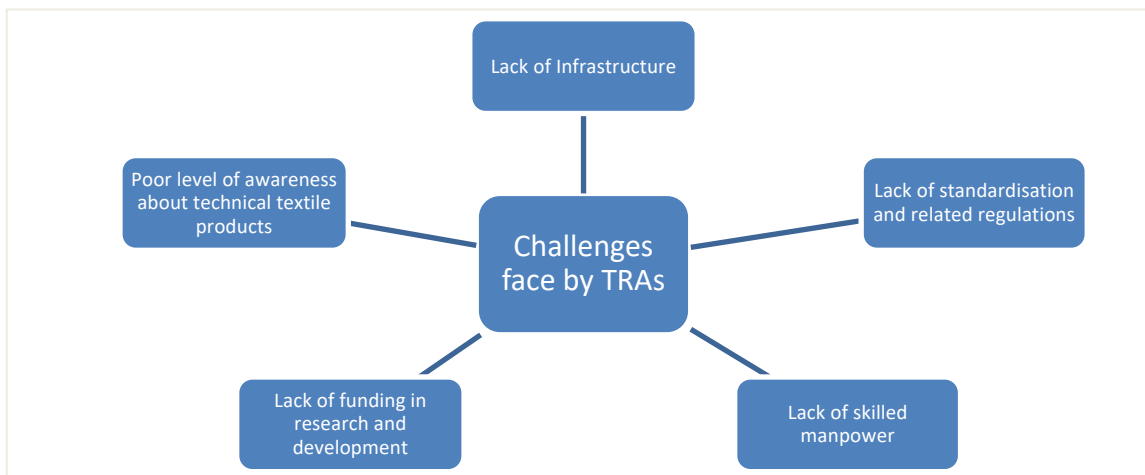 Lack of Infrastructure
Poor level of awareness
about technical textile
products
Lack of standardisation
and related regulations
Challenges
face by TRAs
Lack of funding in
research and
development
Lack of skilled
manpower